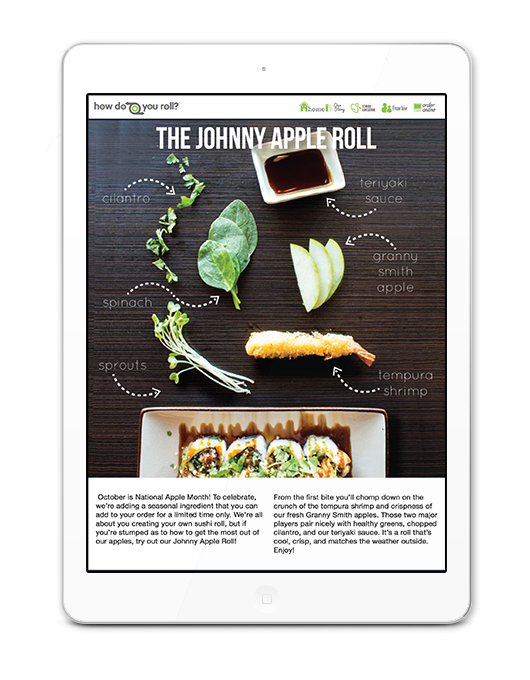 how do you roll?
Our Story
Franchise
order online
THE JOHNNY APPLE ROLL
cilantro
teriyaki
sauce
granny
smith
apple
spinach
sprouts
tempura
shrimp
October is National Apple Month! To celebrate,
we're adding a seasonal ingredient that you can
add to your order for a limited time only. We're all
about you creating your own sushi roll, but if
you're stumped as to how to get the most out of
our apples, try out our Johnny Apple Roll!
From the first bite you'll chomp down on the
crunch of the tempura shrimp and crispness of
our fresh Granny Smith apples. Those two major
players pair nicely with healthy greens, chopped
cilantro, and our teriyaki sauce. It's a roll that's
cool, crisp, and matches the weather outside.
Enjoy!